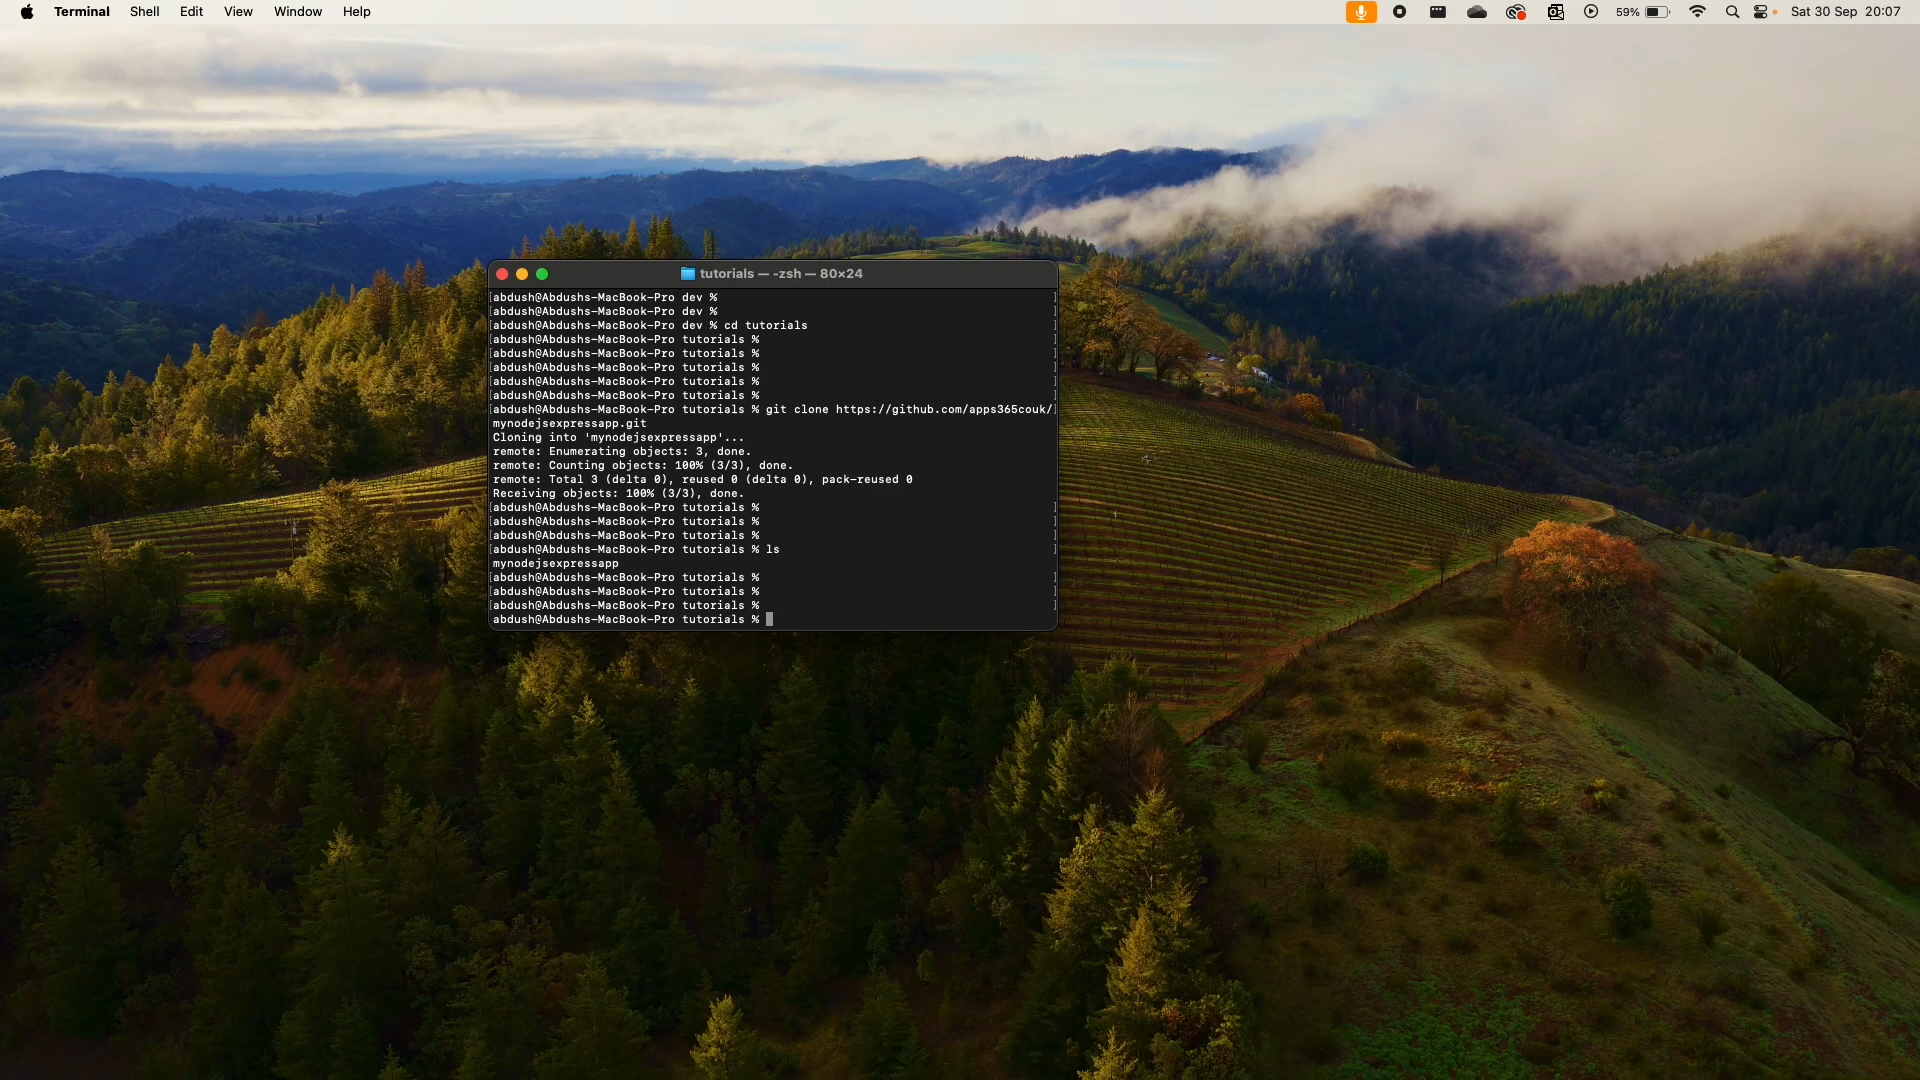 Terminal Shell Edit View Window Help 59% Sat 30 Sep 20:07
tutorials — -zsh — 80×24
[abdush@Abdushs-MacBook-Pro dev % ]
[abdush@Abdushs-MacBook-Pro dev % ]
[abdush@Abdushs-MacBook-Pro dev % cd tutorials ]
[abdush@Abdushs-MacBook-Pro tutorials % ]
[abdush@Abdushs-MacBook-Pro tutorials % ]
[abdush@Abdushs-MacBook-Pro tutorials % ]
[abdush@Abdushs-MacBook-Pro tutorials % ]
[abdush@Abdushs-MacBook-Pro tutorials % ]
[abdush@Abdushs-MacBook-Pro tutorials % git clone https://github.com/apps365couk/]
mynodejsexpressapp.git
Cloning into 'mynodejsexpressapp'...
remote: Enumerating objects: 3, done.
remote: Counting objects: 100% (3/3), done.
remote: Total 3 (delta 0), reused 0 (delta 0), pack-reused 0
Receiving objects: 100% (3/3), done.
[abdush@Abdushs-MacBook-Pro tutorials % ]
[abdush@Abdushs-MacBook-Pro tutorials % ]
[abdush@Abdushs-MacBook-Pro tutorials % ]
[abdush@Abdushs-MacBook-Pro tutorials % ls ]
mynodejsexpressapp
[abdush@Abdushs-MacBook-Pro tutorials % ]
[abdush@Abdushs-MacBook-Pro tutorials % ]
[abdush@Abdushs-MacBook-Pro tutorials % ]
abdush@Abdushs-MacBook-Pro tutorials %